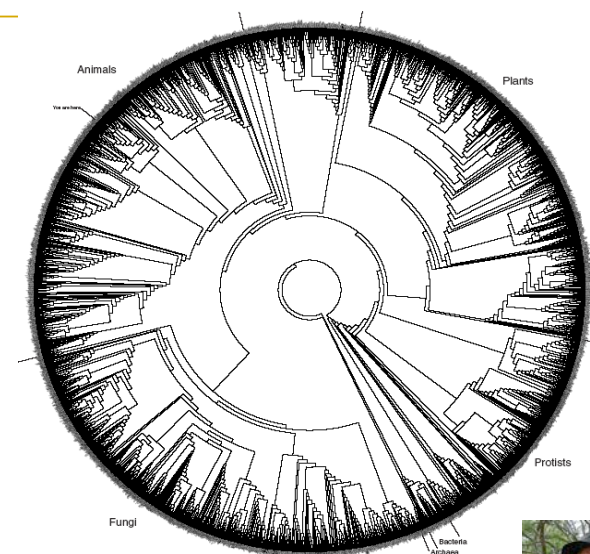 Animals
Plants
You are here
Protists
Fungi
Bacteria
Archaea